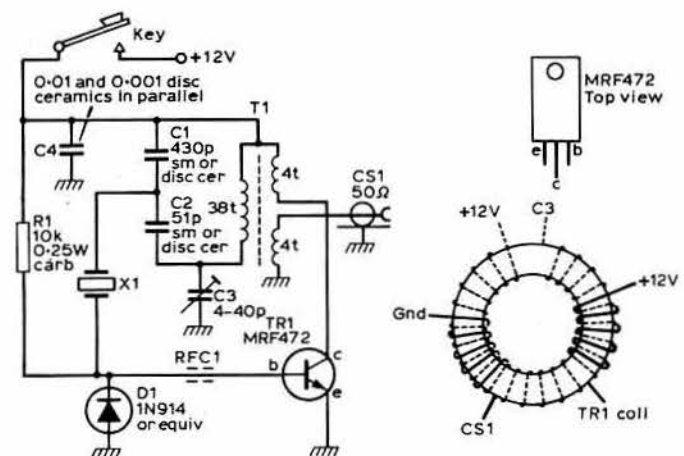 Key
+12V
0·01 and 0·001 disc
ceramics in parallel
T1
C4
C1
430p
sm or
disc cer
4t
CS1
50Ω
38t
C2
51p
sm or
disc cer
4t
R1
10k
0·25W
carb
X1
C3
4-40p
TR1
MRF472
RFC1
b
c
e
D1
1N914
or equiv
MRF472
Top view
e
b
c
+12V
C3
+12V
Gnd
CS1
TR1 coll